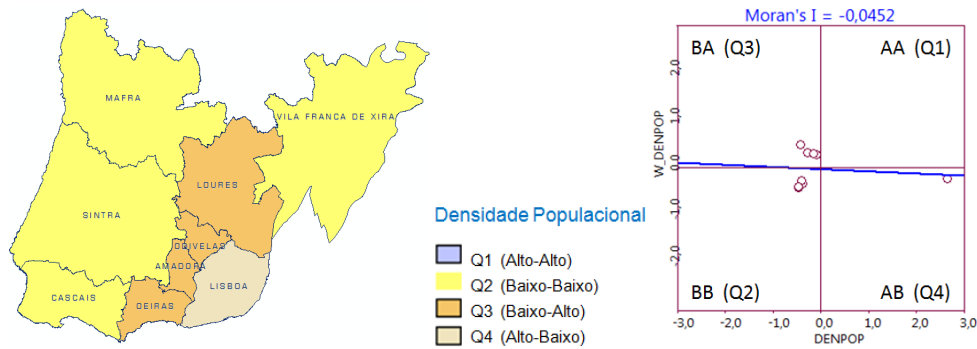 MAFRA
VILA FRANCA DE XIRA
LOURES
SINTRA
ODIVELAS
AMADORA
LISBOA
CASCAIS
OEIRAS
Densidade Populacional
Q1 (Alto-Alto)
Q2 (Baixo-Baixo)
Q3 (Baixo-Alto)
Q4 (Alto-Baixo)
Moran's I = -0,0452
BA (Q3)
AA (Q1)
2,0
1,0
0,0
-1,0
-2,0
W_DENPOP
BB (Q2)
AB (Q4)
-3,0 -2,0 -1,0 0,0 1,0 2,0 3,0
DENPOP